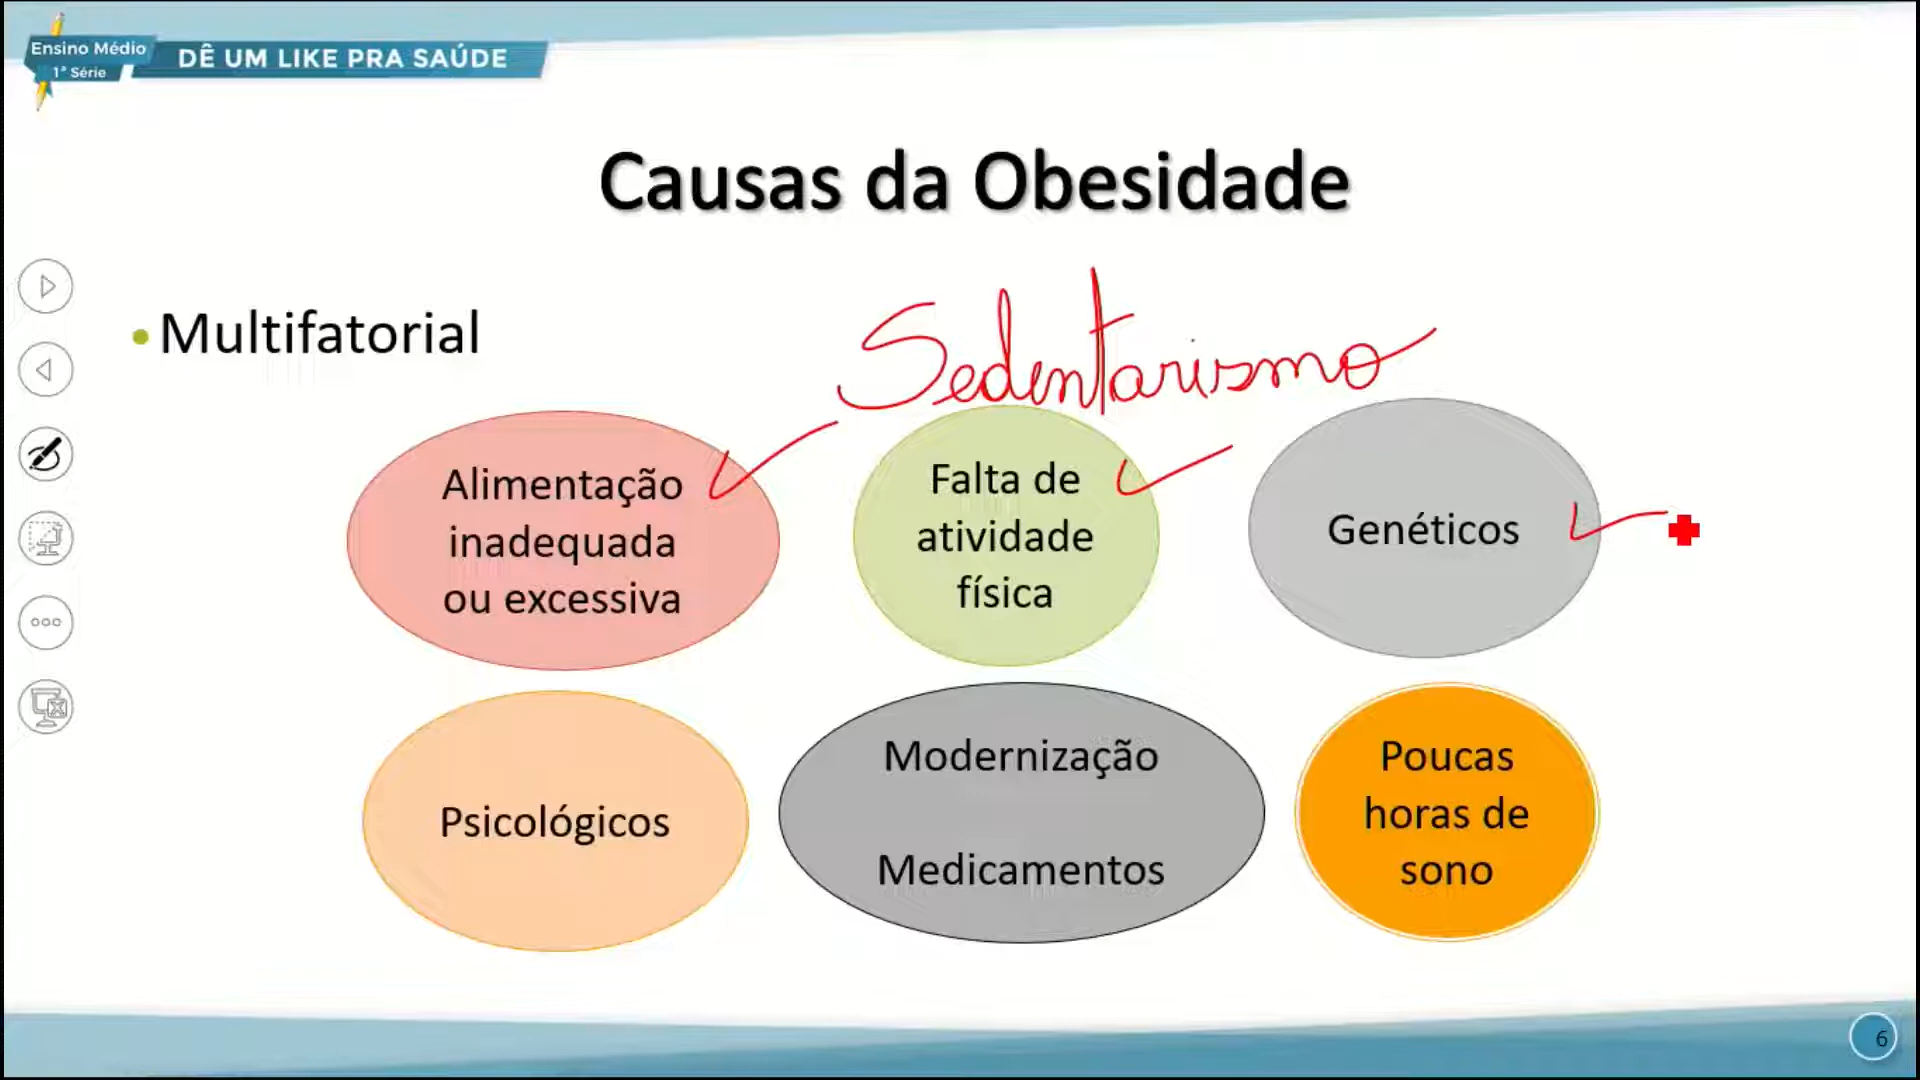 Ensino Médio
1ª Série
DÊ UM LIKE PRA SAÚDE
Causas da Obesidade
• Multifatorial
Sedentarismo
Alimentação
inadequada
ou excessiva
Falta de
atividade
física
Genéticos
Psicológicos
Modernização
Medicamentos
Poucas
horas de
sono
6